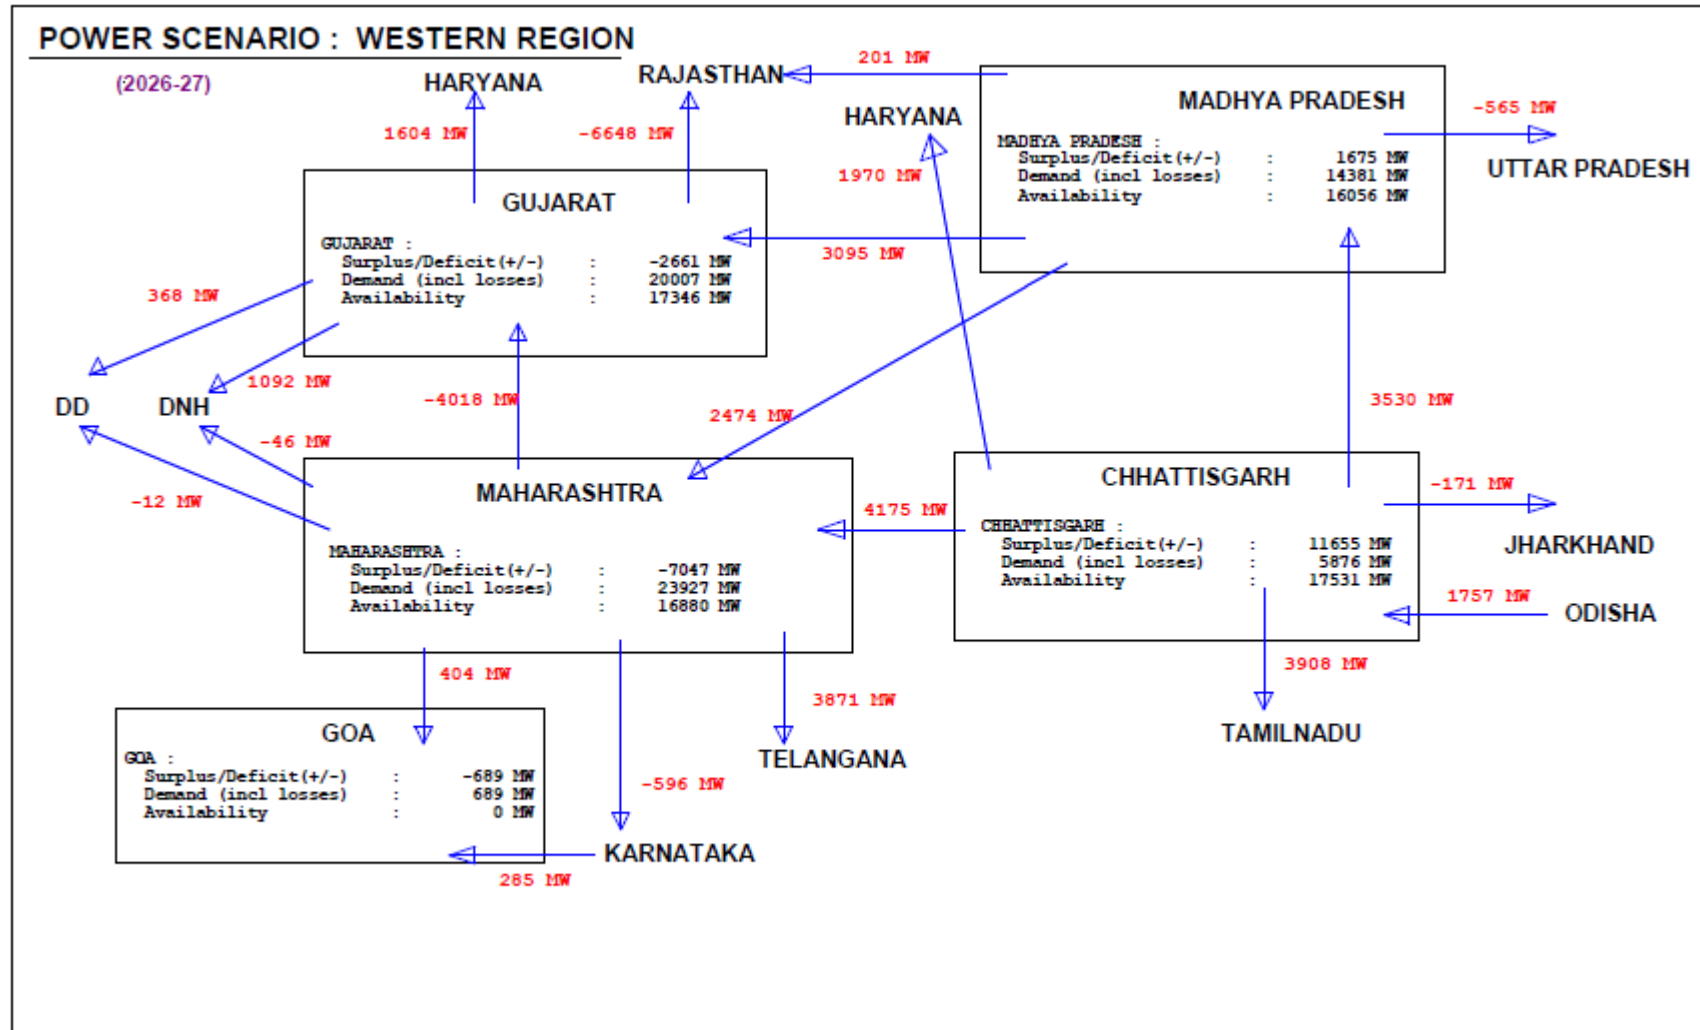 POWER SCENARIO :  WESTERN REGION
(2026-27)
HARYANA
RAJASTHAN
201 MW
1604 MW
-6648 MW
HARYANA
1970 MW
MADHYA PRADESH
MADHYA PRADESH :
Surplus/Deficit(+/-) : 1675 MW
Demand (incl losses) : 14381 MW
Availability : 16056 MW
-565 MW
UTTAR PRADESH
GUJARAT
GUJARAT :
Surplus/Deficit(+/-) : -2661 MW
Demand (incl losses) : 20007 MW
Availability : 17346 MW
3095 MW
368 MW
1092 MW
DD
DNH
-4018 MW
2474 MW
3530 MW
-46 MW
-12 MW
MAHARASHTRA
MAHARASHTRA :
Surplus/Deficit(+/-) : -7047 MW
Demand (incl losses) : 23927 MW
Availability : 16880 MW
4175 MW
CHHATTISGARH
CHHATTISGARH :
Surplus/Deficit(+/-) : 11655 MW
Demand (incl losses) : 5876 MW
Availability : 17531 MW
-171 MW
JHARKHAND
1757 MW
ODISHA
404 MW
3871 MW
3908 MW
TAMILNADU
GOA
GOA :
Surplus/Deficit(+/-) : -689 MW
Demand (incl losses) : 689 MW
Availability : 0 MW
TELANGANA
-596 MW
KARNATAKA
285 MW